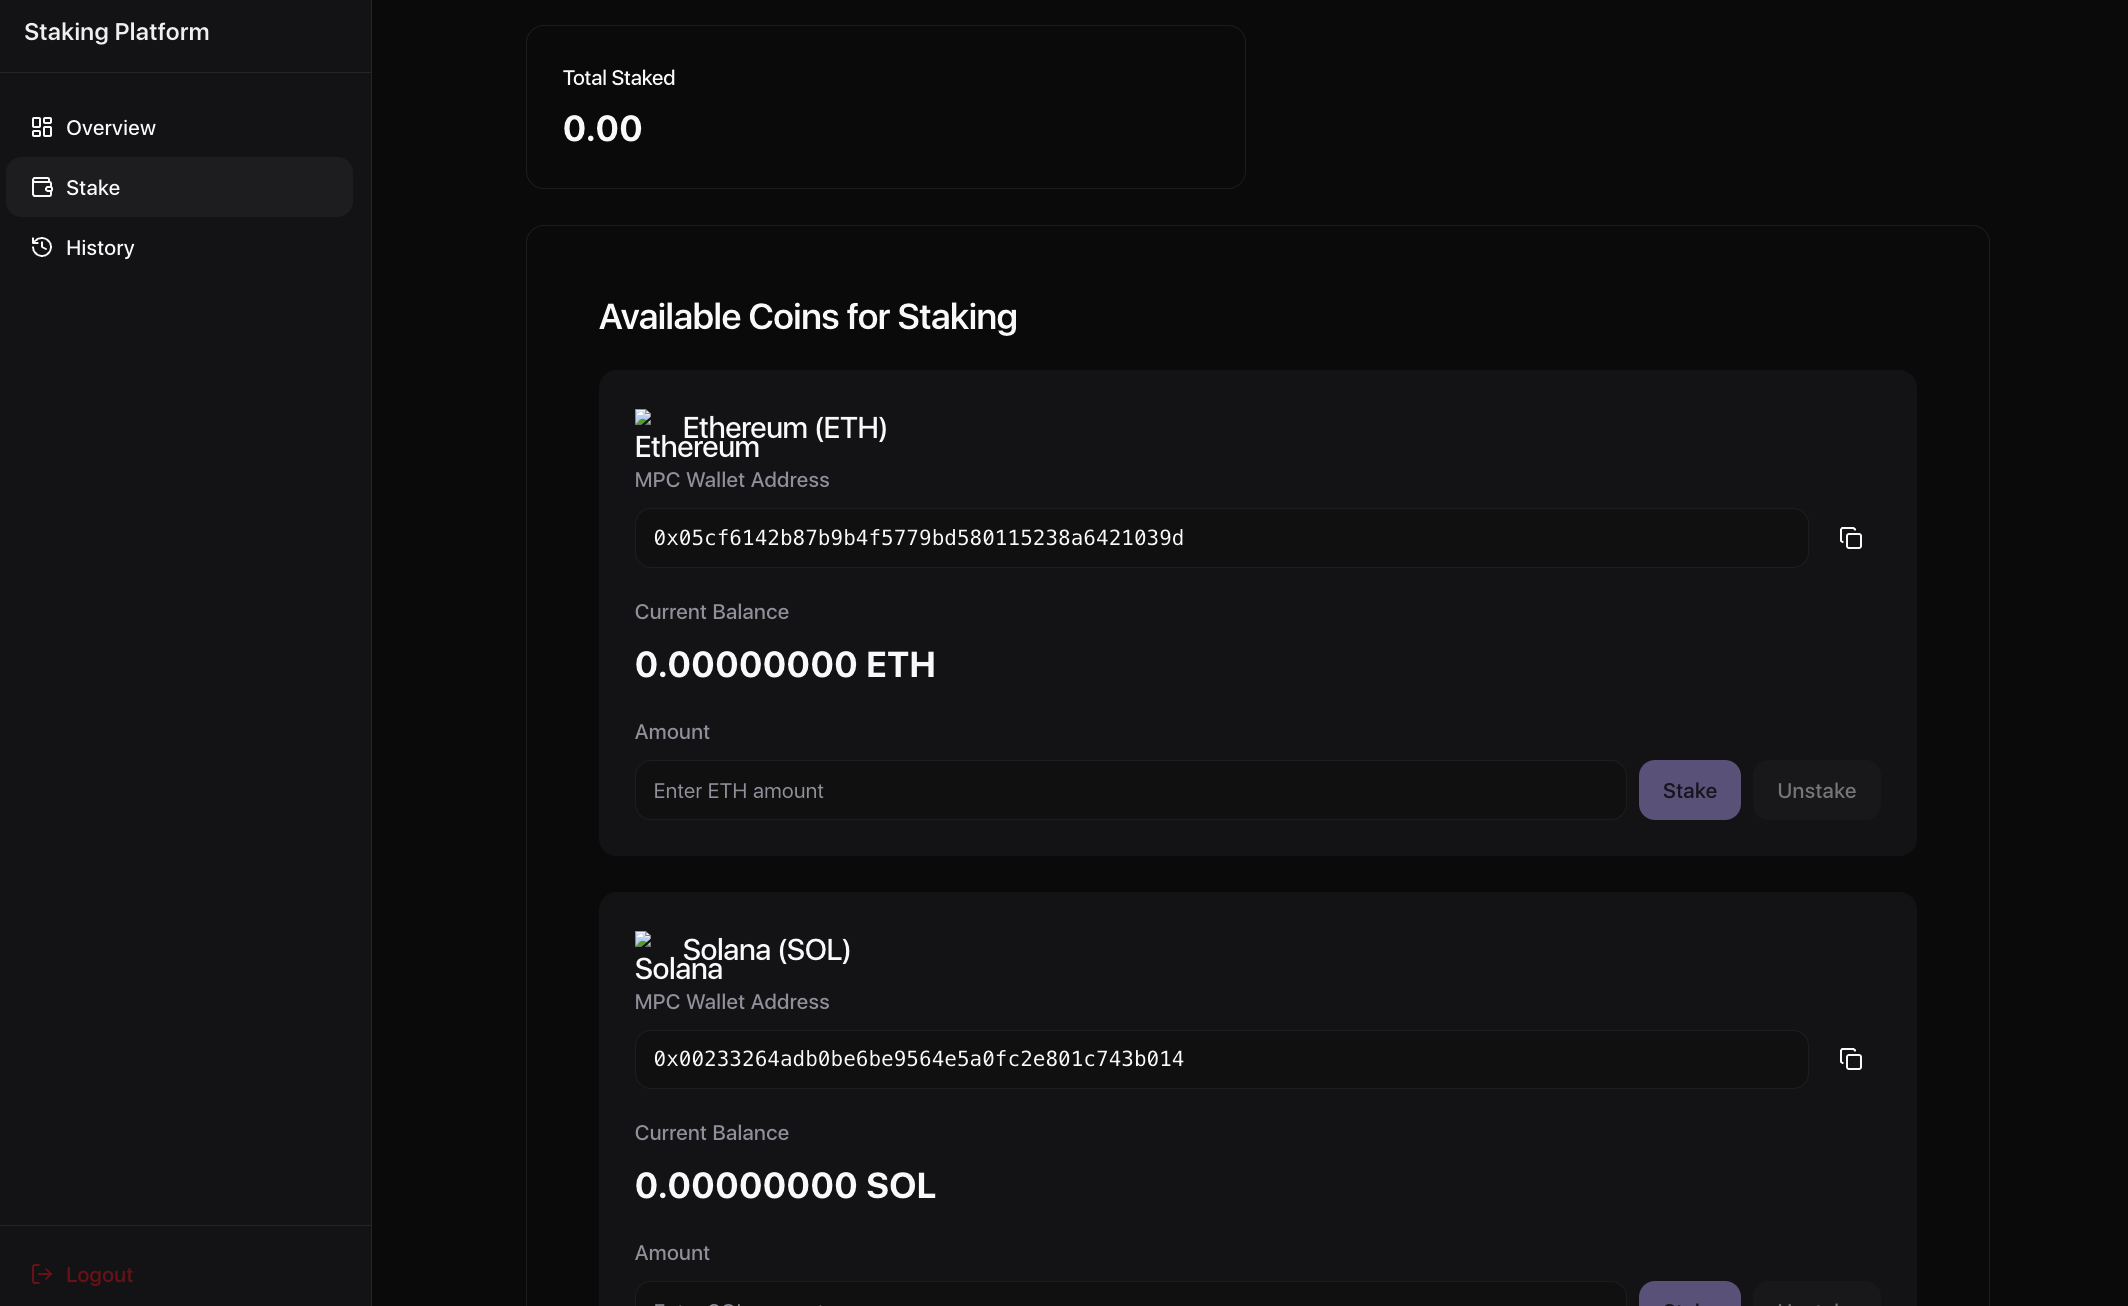 Staking Platform
Overview
Stake
History
Logout
Total Staked
0.00
Available Coins for Staking
Ethereum
Ethereum (ETH)
MPC Wallet Address
0x05cf6142b87b9b4f5779bd580115238a6421039d
Current Balance
0.00000000 ETH
Amount
Enter ETH amount
Stake
Unstake
Solana
Solana (SOL)
MPC Wallet Address
0x00233264adb0be6be9564e5a0fc2e801c743b014
Current Balance
0.00000000 SOL
Amount